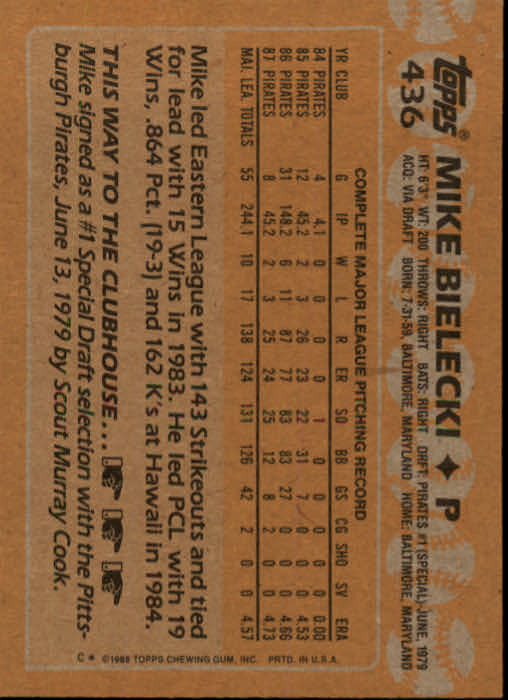 topps®
436
MIKE BIELECKI ♦ P
HT: 6'3" WT: 200 THROWS: RIGHT BATS: RIGHT DRFT: PIRATES #1 (SPECIAL)-JUNE, 1979
ACQ: VIA DRAFT BORN: 7-31-59, BALTIMORE, MARYLAND HOME: BALTIMORE, MARYLAND
COMPLETE MAJOR LEAGUE PITCHING RECORD
YR CLUB G IP W L R ER SO BB GS CG SHO SV ERA
84 PIRATES 4 4.1 0 0 0 0 1 0 0 0 0 0 0.00
85 PIRATES 12 45.2 2 3 26 23 22 31 7 0 0 0 4.53
86 PIRATES 31 148.2 6 11 87 77 83 83 27 0 0 0 4.66
87 PIRATES 8 45.2 2 3 25 24 25 12 8 2 0 0 4.73
MAJ. LEA. TOTALS 55 244.1 10 17 138 124 131 126 42 2 0 0 4.57
Mike led Eastern League with 143 Strikeouts and tied
for lead with 15 Wins in 1983. He led PCL with 19
Wins, .864 Pct. (19-3) and 162 K's at Hawaii in 1984.
THIS WAY TO THE CLUBHOUSE...
Mike signed as a #1 Special Draft selection with the Pitts-
burgh Pirates, June 13, 1979 by Scout Murray Cook.
C* ©1988 TOPPS CHEWING GUM, INC. PRTD. IN U.S.A.